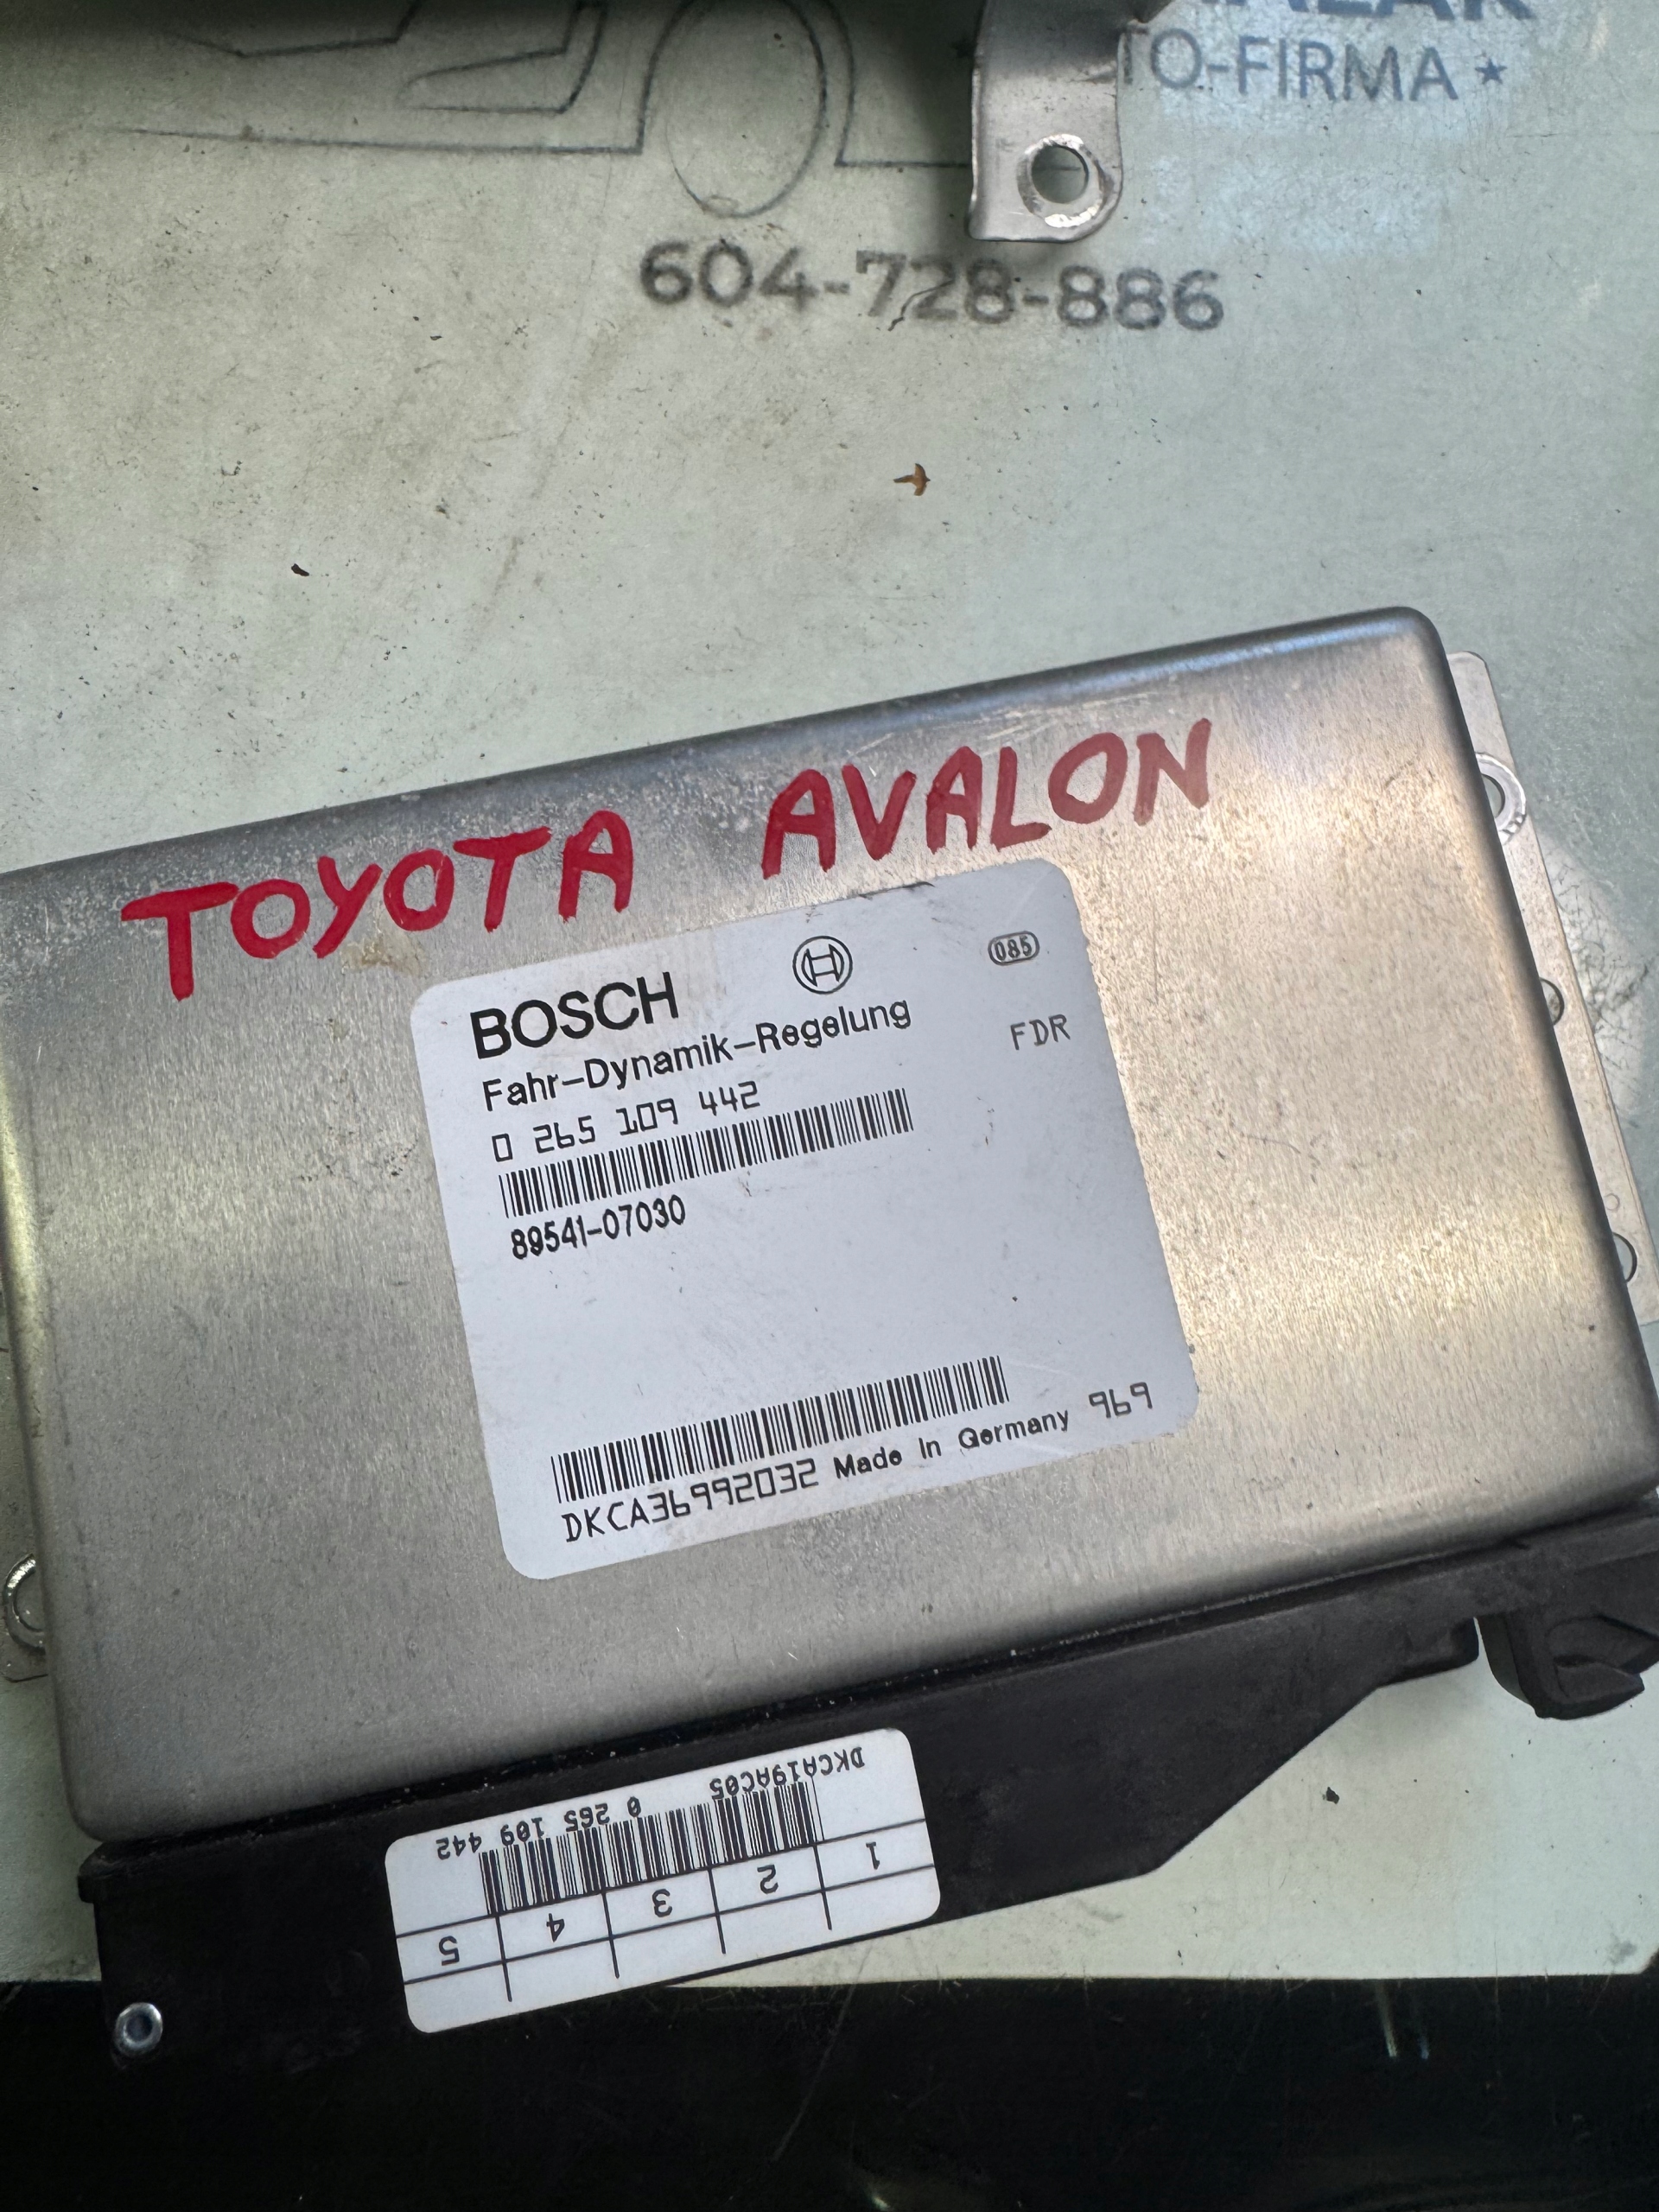 TO-FIRMA
604-728-886
TOYOTA AVALON
085
BOSCH
Fahr-Dynamik-Regelung
FDR
0 265 109 442
89541-07030
DKCA36992032 Made in Germany 969
DKCA19AC05
0 265 109 442
1 2 3 4 5